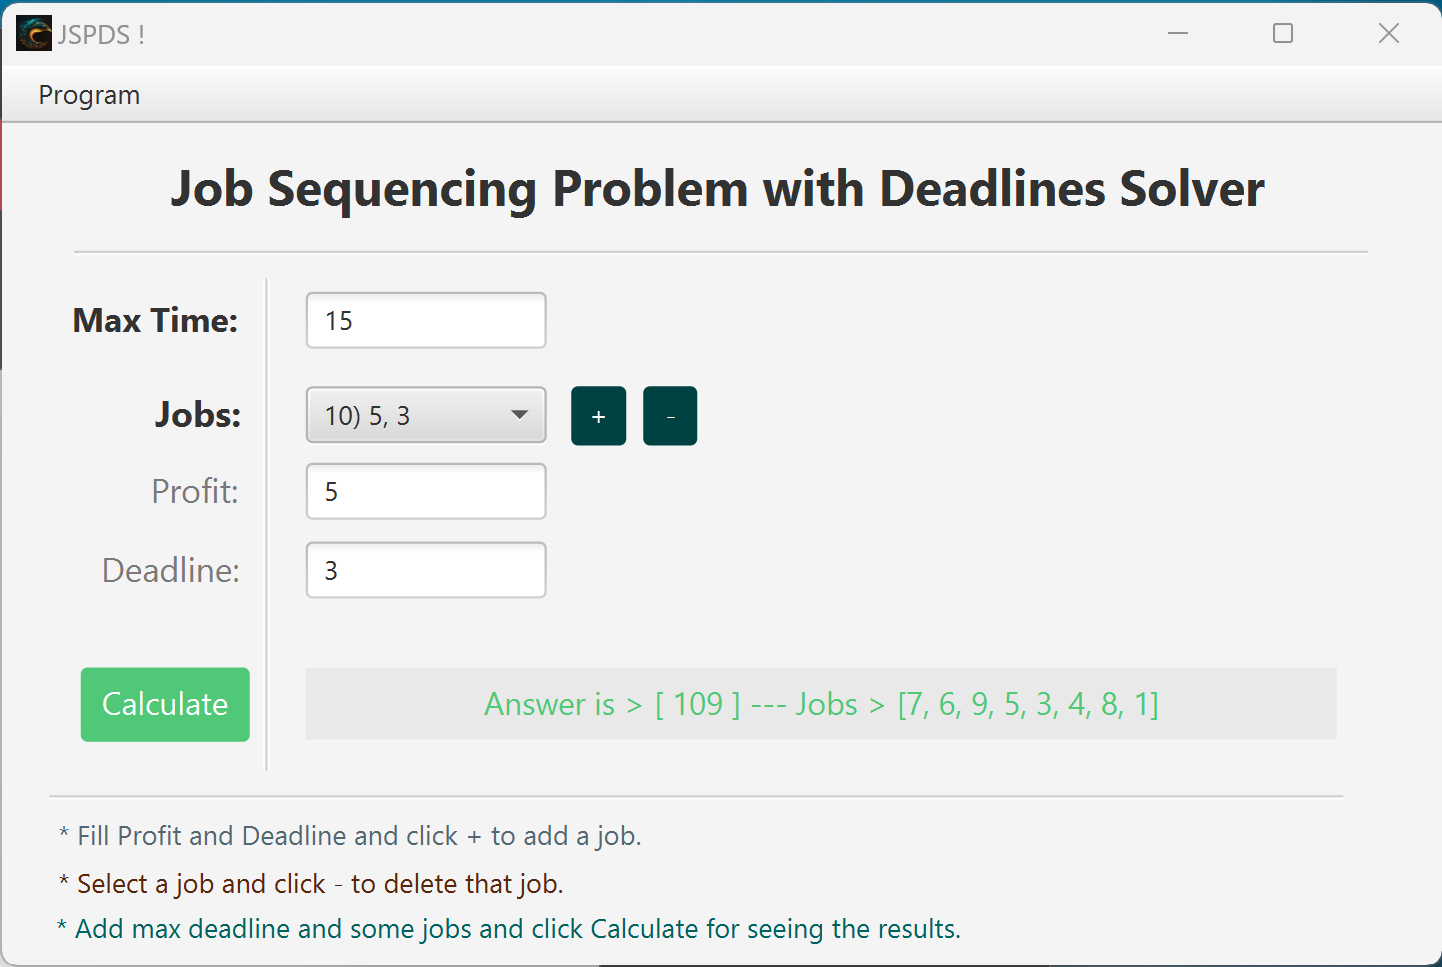 JSPDS !
Program
Job Sequencing Problem with Deadlines Solver
Max Time: 15
Jobs: 10) 5, 3 + -
Profit: 5
Deadline: 3
Calculate Answer is > [ 109 ] --- Jobs > [7, 6, 9, 5, 3, 4, 8, 1]
* Fill Profit and Deadline and click + to add a job.
* Select a job and click - to delete that job.
* Add max deadline and some jobs and click Calculate for seeing the results.